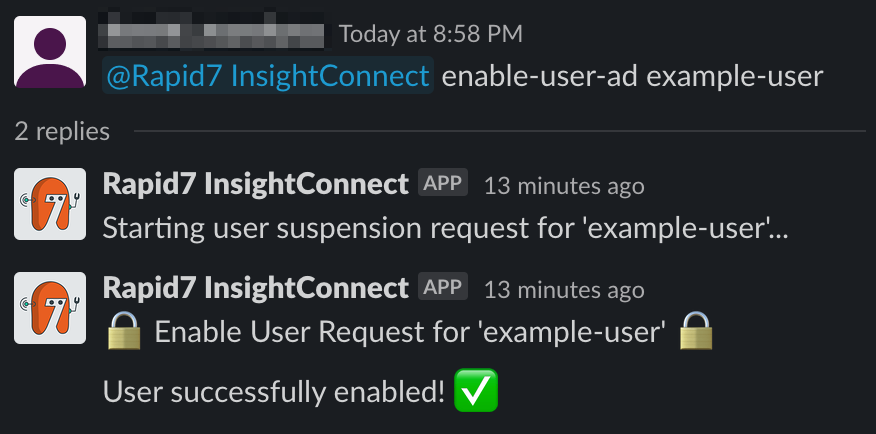 Today at 8:58 PM
@Rapid7 InsightConnect enable-user-ad example-user
2 replies
Rapid7 InsightConnect APP 13 minutes ago
Starting user suspension request for 'example-user'...
Rapid7 InsightConnect APP 13 minutes ago
Enable User Request for 'example-user'
User successfully enabled!